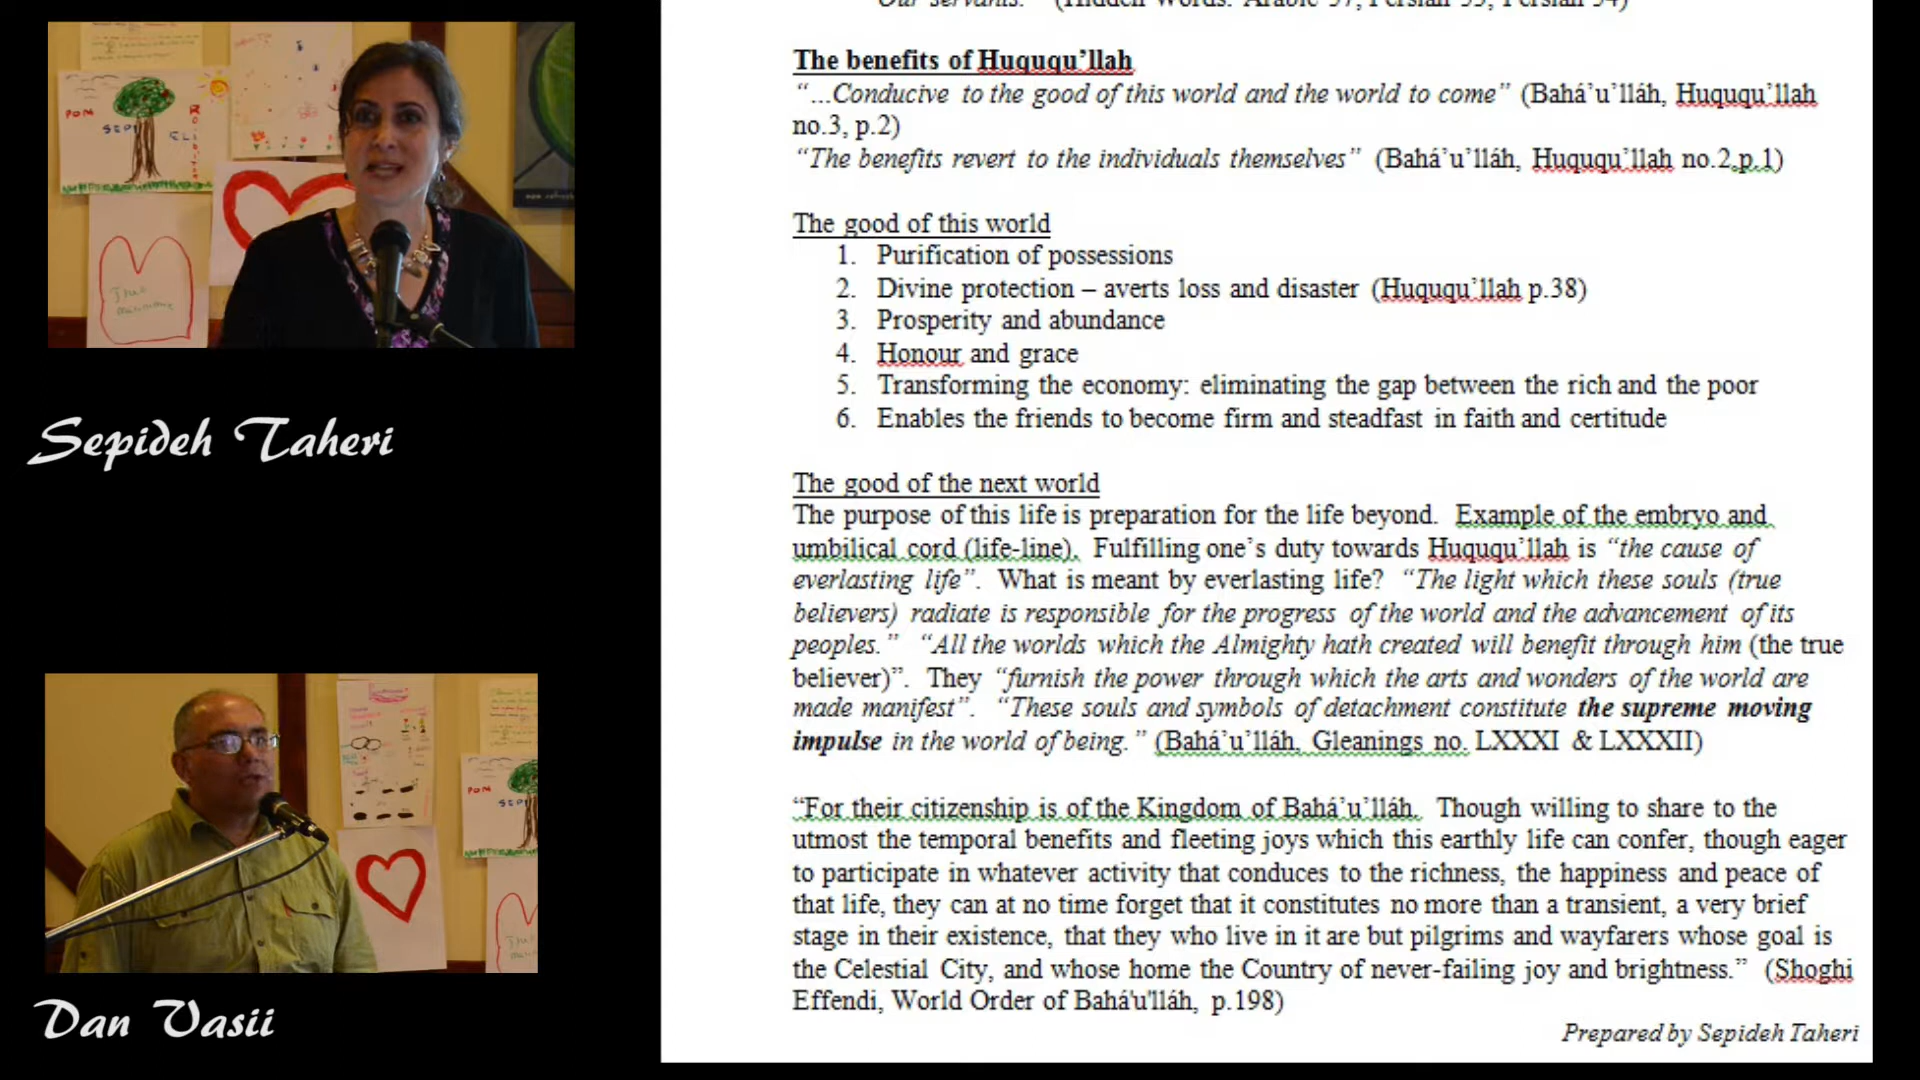 Our servants." (Hidden Words: Arabic 57, Persian 53, Persian 54)
The benefits of Huququ’llah
“…Conducive to the good of this world and the world to come” (Bahá’u’lláh, Huququ’llah
no.3, p.2)
“The benefits revert to the individuals themselves” (Bahá’u’lláh, Huququ’llah no.2,p.1)
The good of this world
1. Purification of possessions
2. Divine protection – averts loss and disaster (Huququ’llah p.38)
3. Prosperity and abundance
4. Honour and grace
5. Transforming the economy: eliminating the gap between the rich and the poor
6. Enables the friends to become firm and steadfast in faith and certitude
The good of the next world
The purpose of this life is preparation for the life beyond. Example of the embryo and
umbilical cord (life-line). Fulfilling one’s duty towards Huququ’llah is “the cause of
everlasting life”. What is meant by everlasting life? “The light which these souls (true
believers) radiate is responsible for the progress of the world and the advancement of its
peoples.” “All the worlds which the Almighty hath created will benefit through him (the true
believer)”. They “furnish the power through which the arts and wonders of the world are
made manifest”. “These souls and symbols of detachment constitute the supreme moving
impulse in the world of being.” (Bahá’u’lláh, Gleanings no. LXXXI & LXXXII)
“For their citizenship is of the Kingdom of Bahá’u’lláh. Though willing to share to the
utmost the temporal benefits and fleeting joys which this earthly life can confer, though eager
to participate in whatever activity that conduces to the richness, the happiness and peace of
that life, they can at no time forget that it constitutes no more than a transient, a very brief
stage in their existence, that they who live in it are but pilgrims and wayfarers whose goal is
the Celestial City, and whose home the Country of never-failing joy and brightness.” (Shoghi
Effendi, World Order of Bahá'u'lláh, p.198)
Prepared by Sepideh Taheri
Sepideh Taheri
Dan Vasii
POM
SEPI
The
POM
SEP